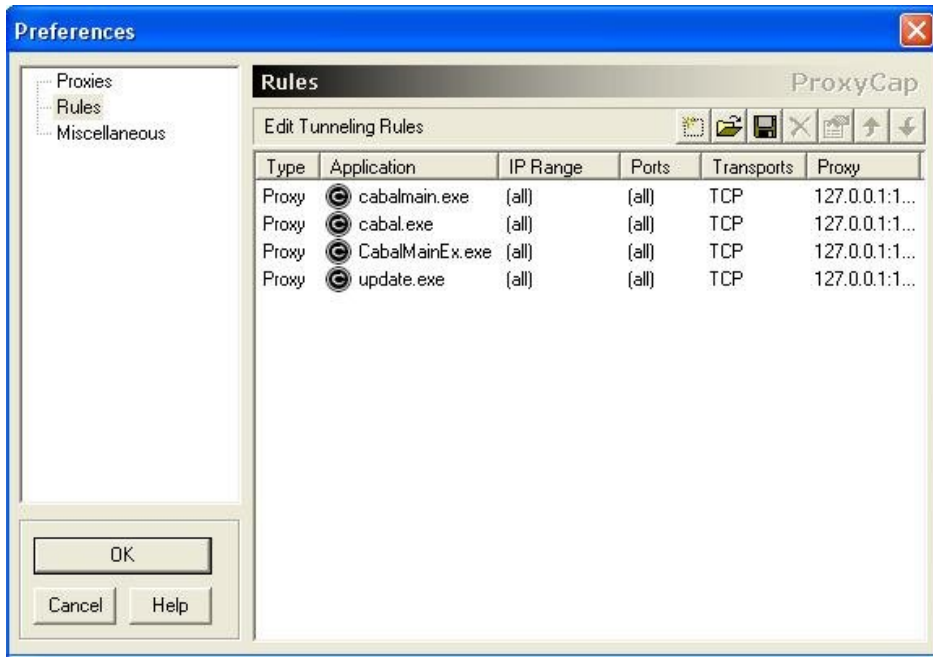 Preferences
Proxies
Rules
Miscellaneous
Rules ProxyCap
Edit Tunneling Rules
Type Application IP Range Ports Transports Proxy
Proxy cabalmain.exe (all) (all) TCP 127.0.0.1:1...
Proxy cabal.exe (all) (all) TCP 127.0.0.1:1...
Proxy CabalMainEx.exe (all) (all) TCP 127.0.0.1:1...
Proxy update.exe (all) (all) TCP 127.0.0.1:1...
OK
Cancel Help